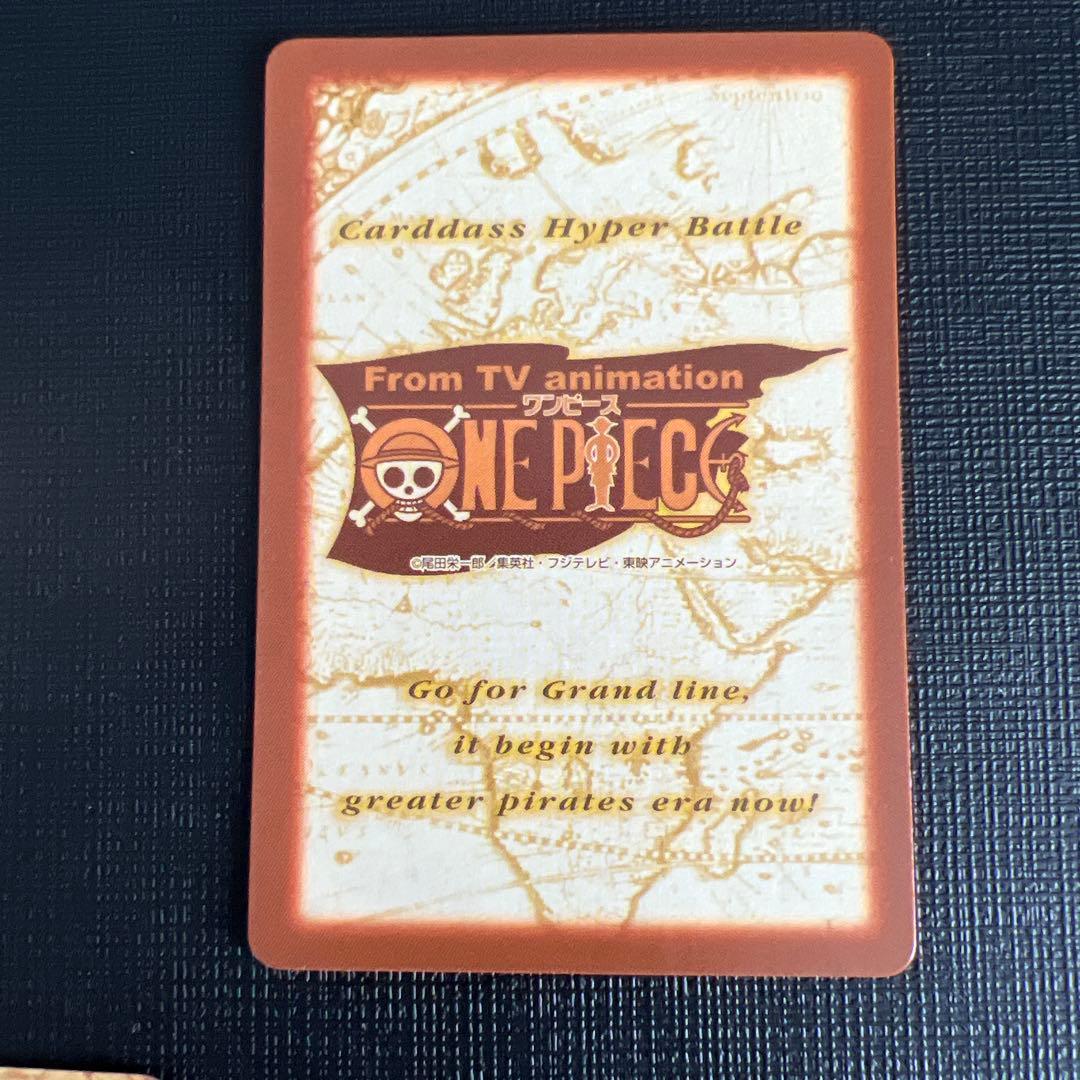 Septentrio
Carddass Hyper Battle
From TV animation
ワンピース
ONE PIECE
©尾田栄一郎/集英社・フジテレビ・東映アニメーション
Go for Grand line,
it begin with
greater pirates era now!